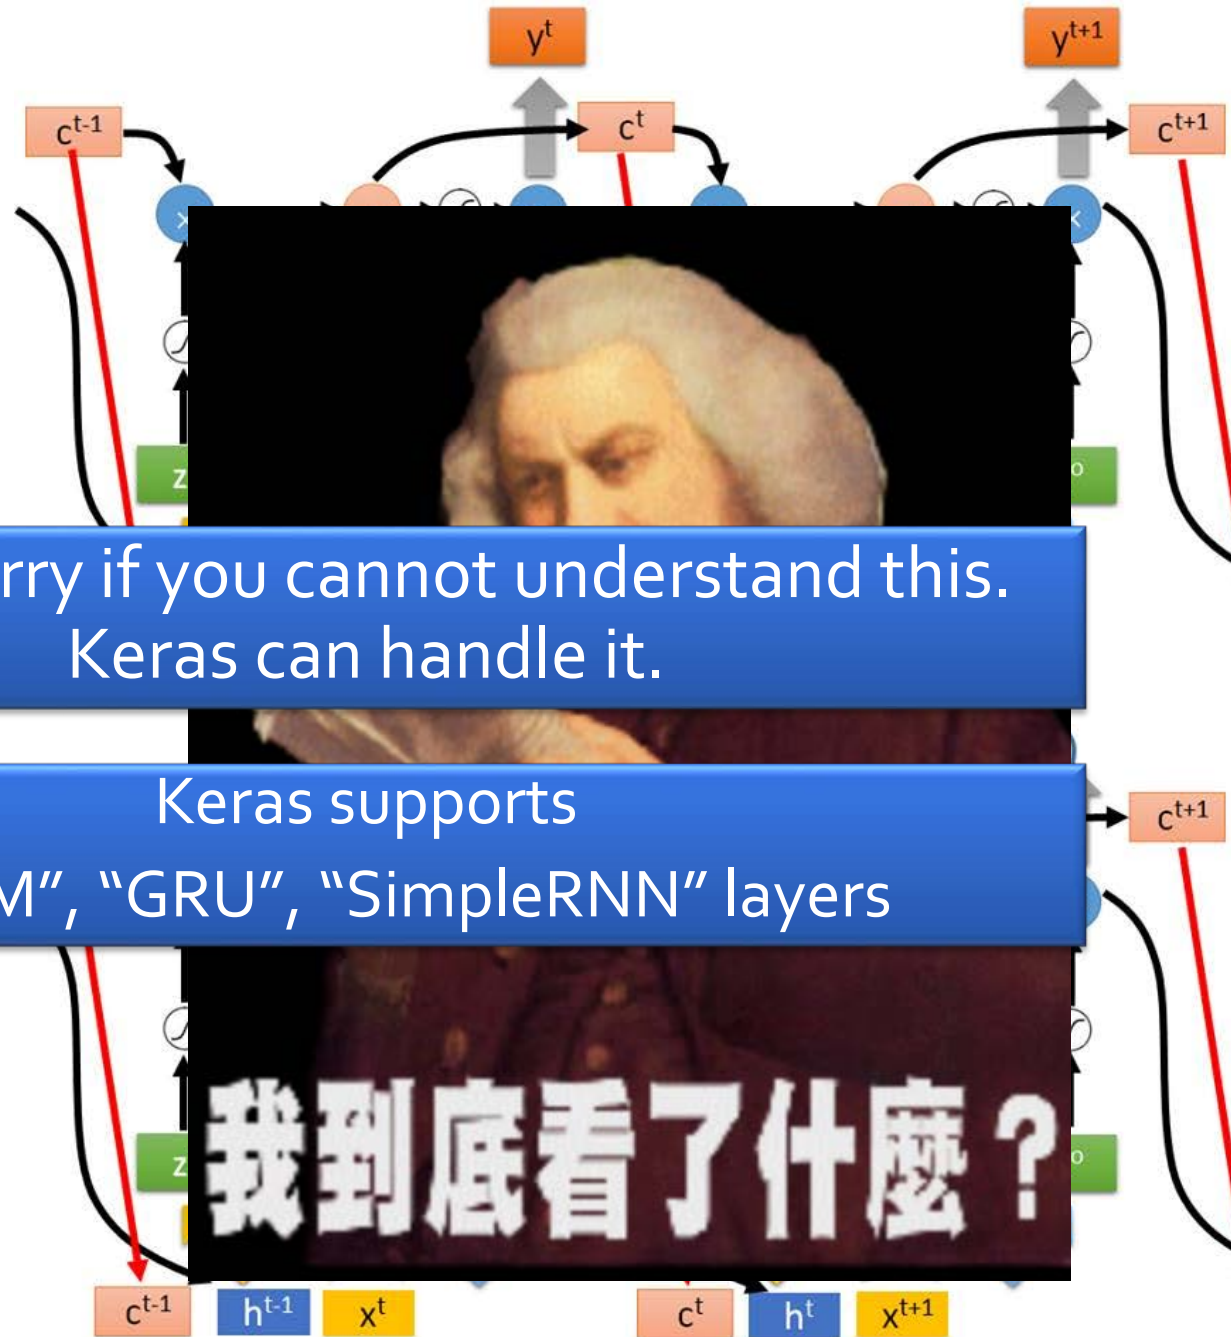 yᵗ
yᵗ⁺¹
cᵗ⁻¹
cᵗ
cᵗ⁺¹
×
z
o
rry if you cannot understand this.
Keras can handle it.
Keras supports
M”, “GRU”, “SimpleRNN” layers
cᵗ⁺¹
z
o
我到底看了什麼？
cᵗ⁻¹
hᵗ⁻¹
xᵗ
cᵗ
hᵗ
xᵗ⁺¹